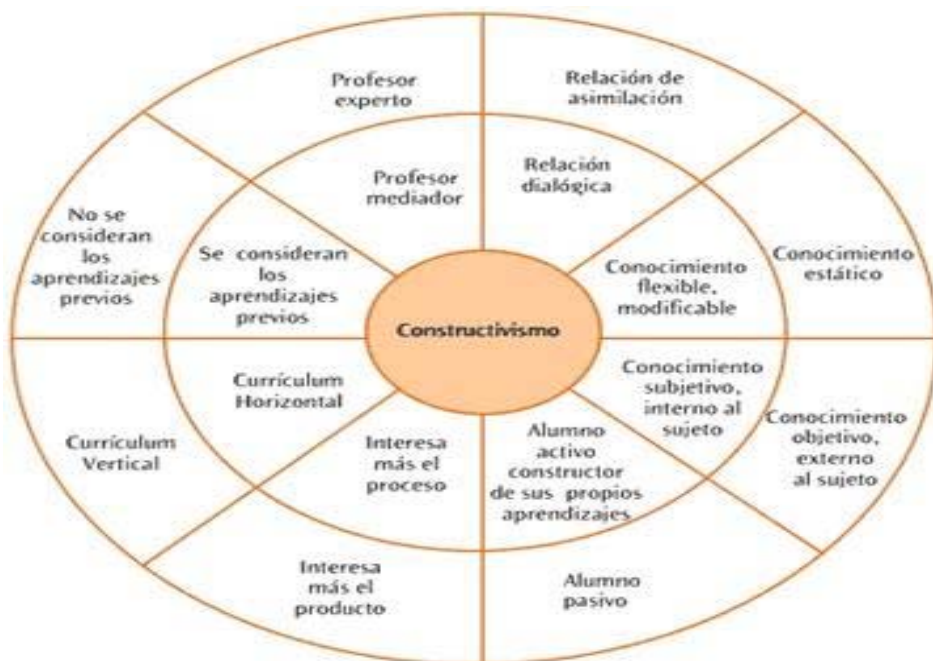 Profesor
experto
Relación de
asimilación
Profesor
mediador
Relación
dialógica
No se
consideran
los
aprendizajes
previos
Se consideran
los
aprendizajes
previos
Conocimiento
flexible,
modificable
Conocimiento
estático
Constructivismo
Currículum
Horizontal
Conocimiento
subjetivo,
interno al
sujeto
Currículum
Vertical
Interesa
más el
proceso
Alumno
activo
constructor
de sus propios
aprendizajes
Conocimiento
objetivo,
externo
al sujeto
Interesa
más el
producto
Alumno
pasivo